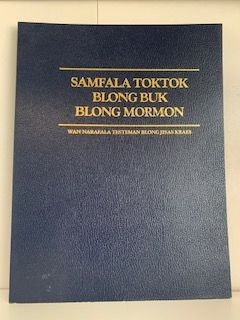 SAMFALA TOKTOK
BLONG BUK
BLONG MORMON
WAN NARAFALA TESTEMAN BLONG JISAS KRAES